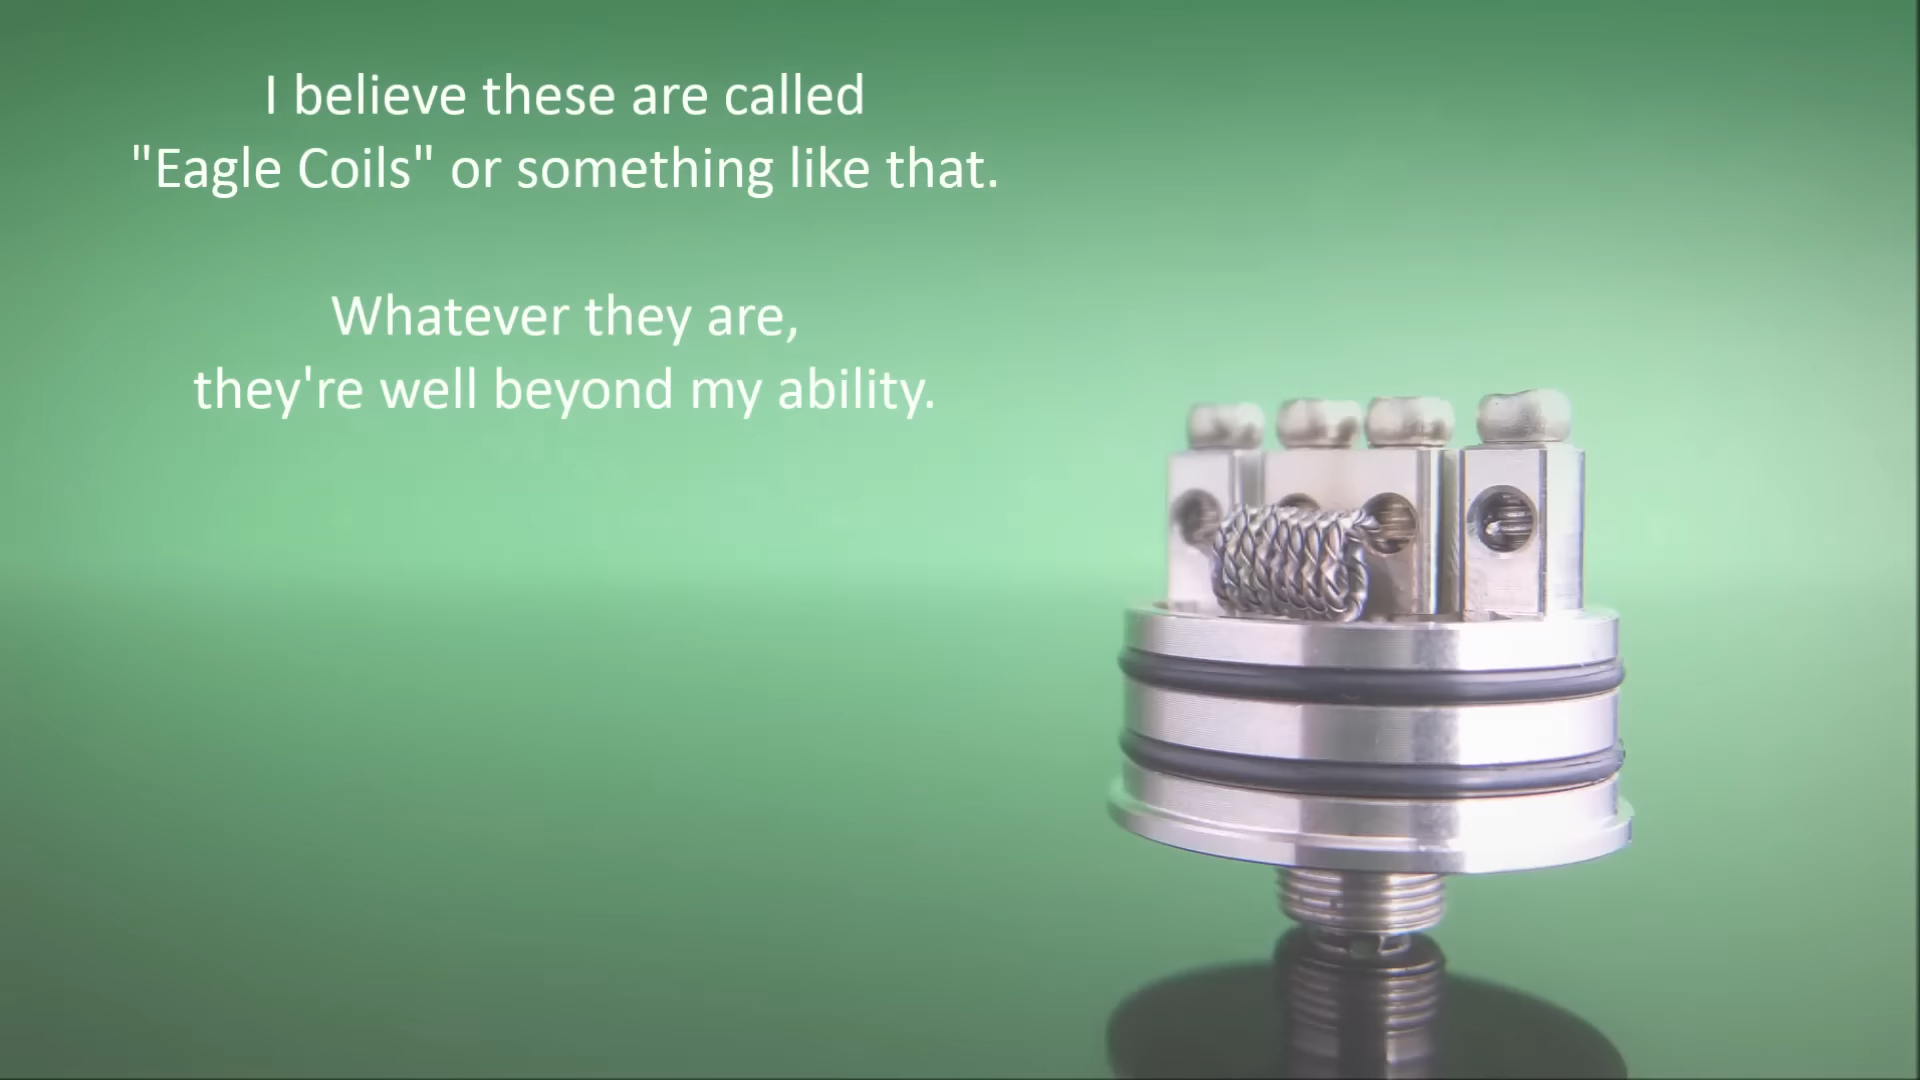 I believe these are called
"Eagle Coils" or something like that.
Whatever they are,
they're well beyond my ability.